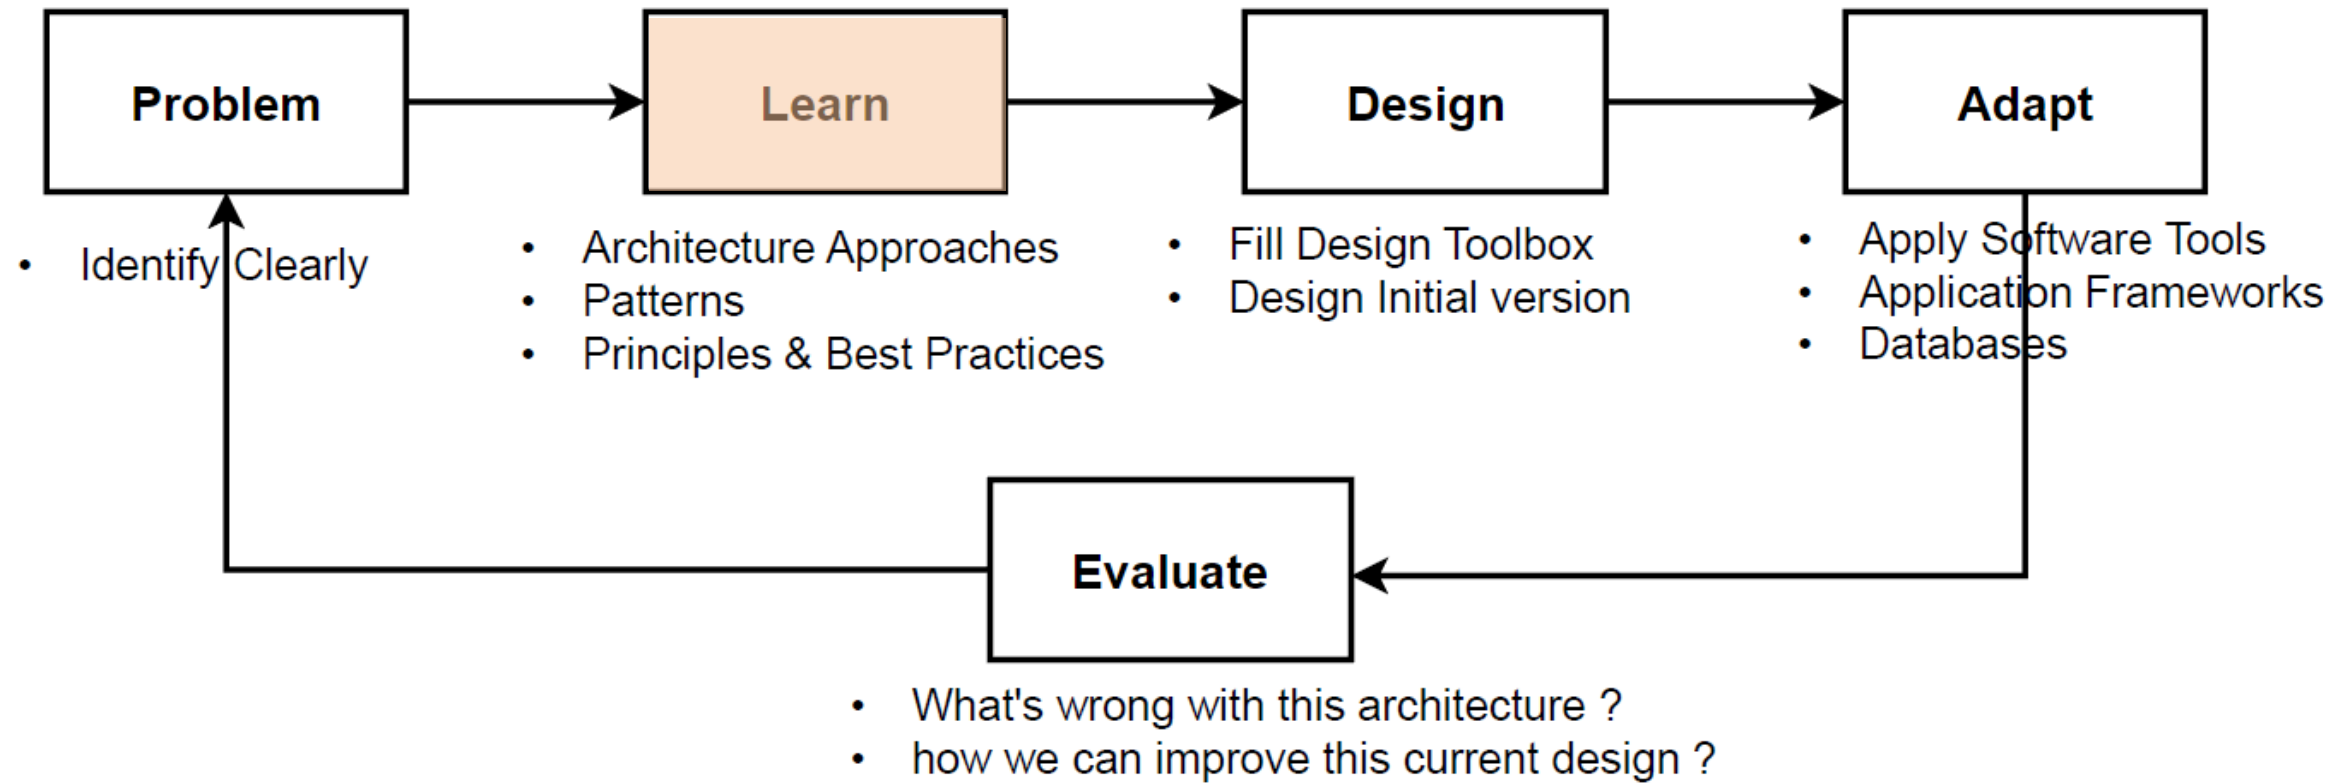 Problem
Learn
Design
Adapt
• Identify Clearly
• Architecture Approaches
• Patterns
• Principles & Best Practices
• Fill Design Toolbox
• Design Initial version
• Apply Software Tools
• Application Frameworks
• Databases
Evaluate
• What's wrong with this architecture ?
• how we can improve this current design ?